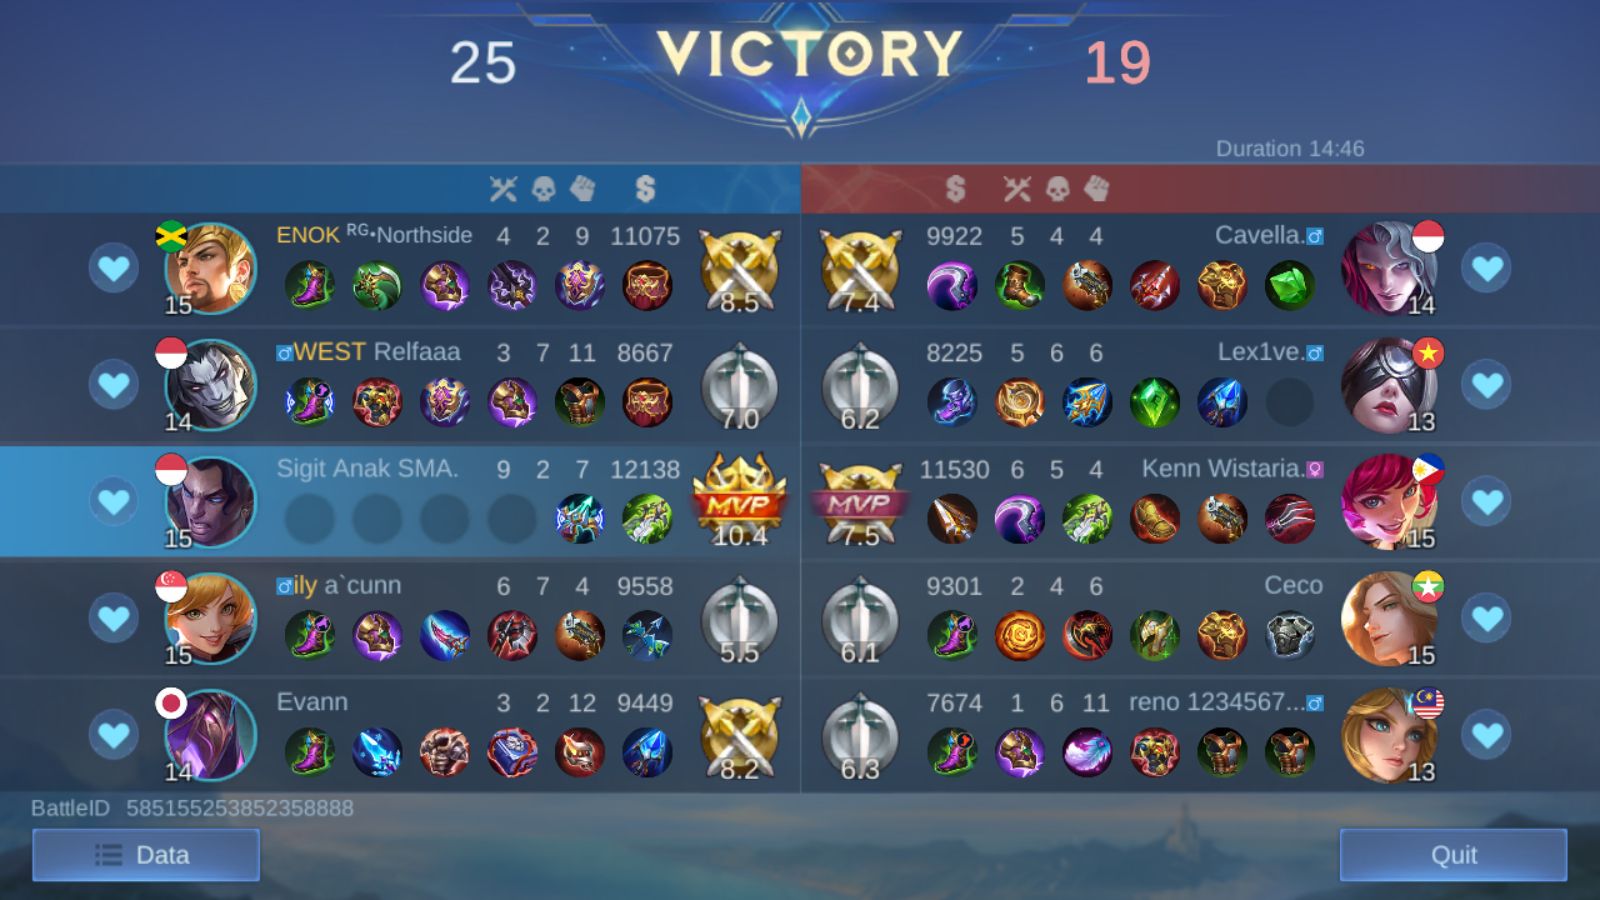 25 VICTORY 19
Duration 14:46
ENOK RG•Northside 4 2 9 11075
15 8.5
9922 5 4 4 Cavella.
7.4 14
WEST Relfaaa 3 7 11 8667
14 7.0
8225 5 6 6 Lex1ve.
6.2 13
Sigit Anak SMA. 9 2 7 12138
MVP
15 10.4
11530 6 5 4 Kenn Wistaria.
MVP
7.5 15
ily a`cunn 6 7 4 9558
15 5.5
9301 2 4 6 Ceco
6.1 15
Evann 3 2 12 9449
14 8.2
7674 1 6 11 reno 1234567...
6.3 13
BattleID 585155253852358888
Data
Quit